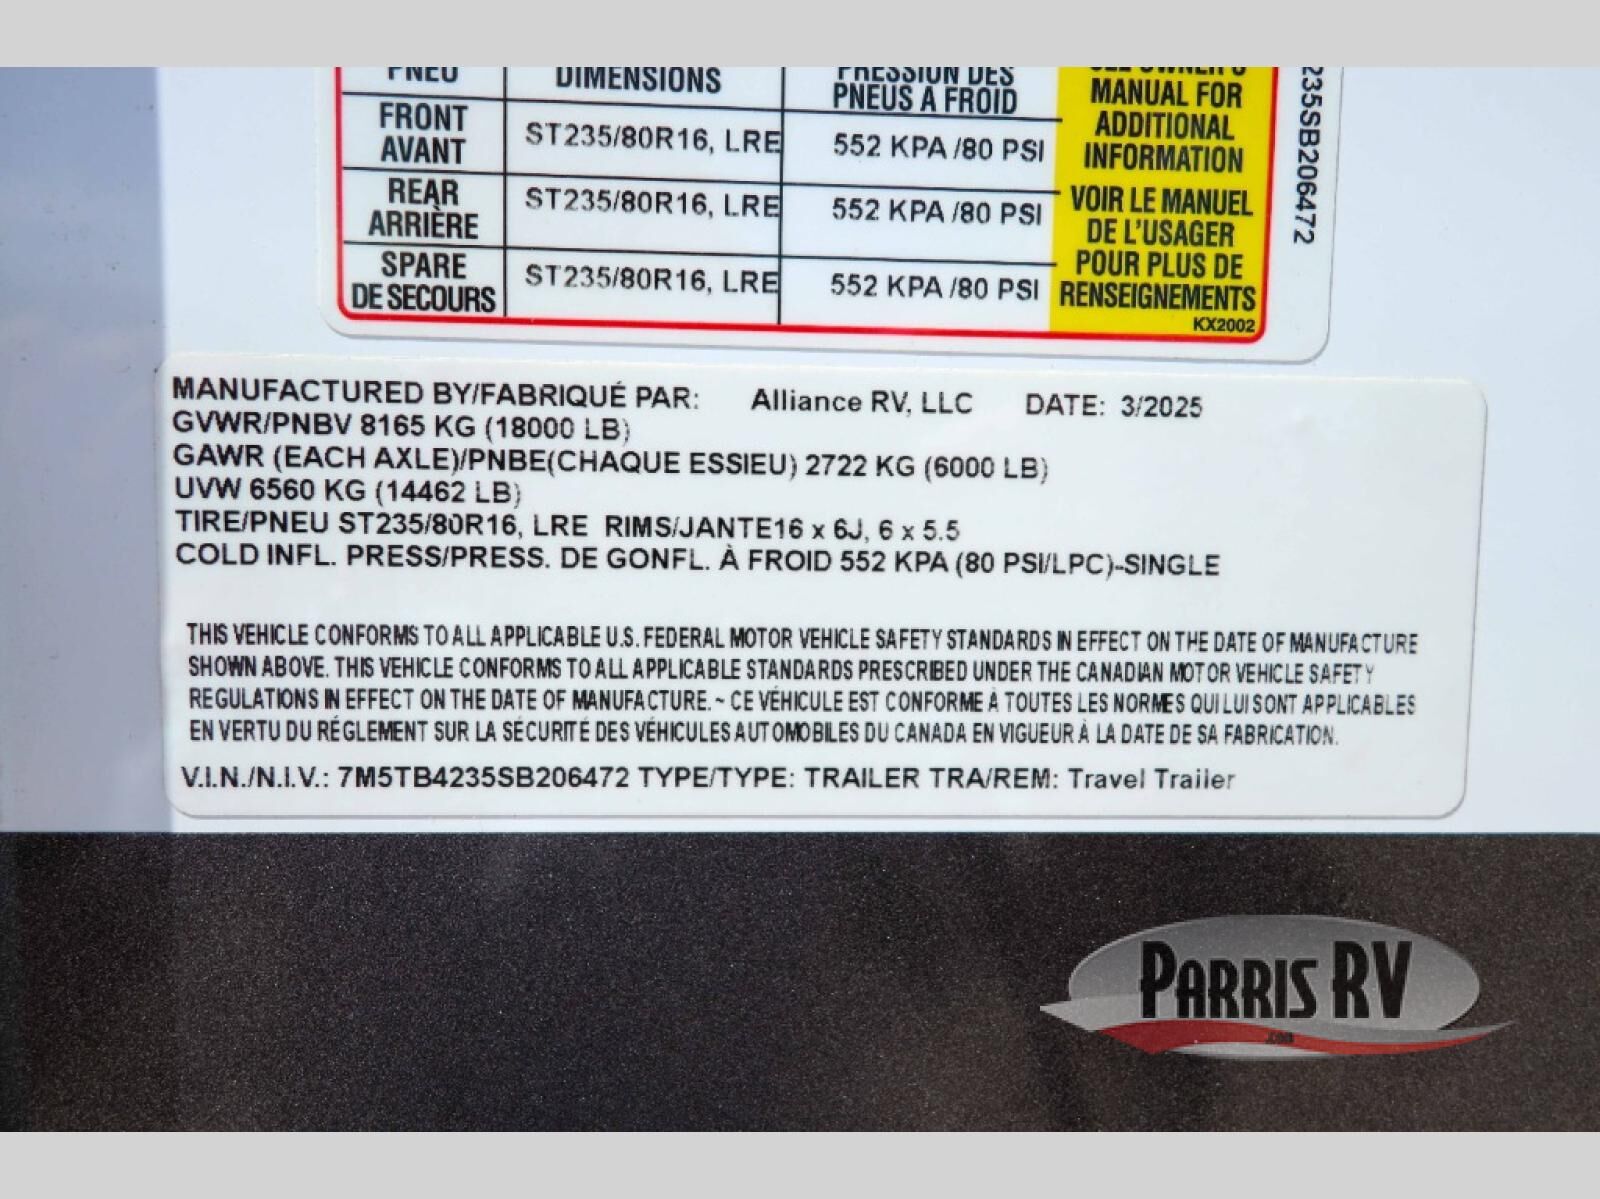 PNEU DIMENSIONS PRESSION DES PNEUS A FROID
FRONT AVANT ST235/80R16, LRE 552 KPA /80 PSI
REAR ARRIÈRE ST235/80R16, LRE 552 KPA /80 PSI
SPARE DE SECOURS ST235/80R16, LRE 552 KPA /80 PSI
SEE OWNER'S
MANUAL FOR
ADDITIONAL
INFORMATION
VOIR LE MANUEL
DE L'USAGER
POUR PLUS DE
RENSEIGNEMENTS
KX2002
235SB206472
MANUFACTURED BY/FABRIQUÉ PAR: Alliance RV, LLC DATE: 3/2025
GVWR/PNBV 8165 KG (18000 LB)
GAWR (EACH AXLE)/PNBE(CHAQUE ESSIEU) 2722 KG (6000 LB)
UVW 6560 KG (14462 LB)
TIRE/PNEU ST235/80R16, LRE RIMS/JANTE16 x 6J, 6 x 5.5
COLD INFL. PRESS/PRESS. DE GONFL. À FROID 552 KPA (80 PSI/LPC)-SINGLE
THIS VEHICLE CONFORMS TO ALL APPLICABLE U.S. FEDERAL MOTOR VEHICLE SAFETY STANDARDS IN EFFECT ON THE DATE OF MANUFACTURE
SHOWN ABOVE. THIS VEHICLE CONFORMS TO ALL APPLICABLE STANDARDS PRESCRIBED UNDER THE CANADIAN MOTOR VEHICLE SAFETY
REGULATIONS IN EFFECT ON THE DATE OF MANUFACTURE. ~ CE VÉHICULE EST CONFORME À TOUTES LES NORMES QUI LUI SONT APPLICABLES
EN VERTU DU RÉGLEMENT SUR LA SÉCURITÉ DES VÉHICULES AUTOMOBILES DU CANADA EN VIGUEUR À LA DATE DE SA FABRICATION.
V.I.N./N.I.V.: 7M5TB4235SB206472 TYPE/TYPE: TRAILER TRA/REM: Travel Trailer
PARRIS RV
.com